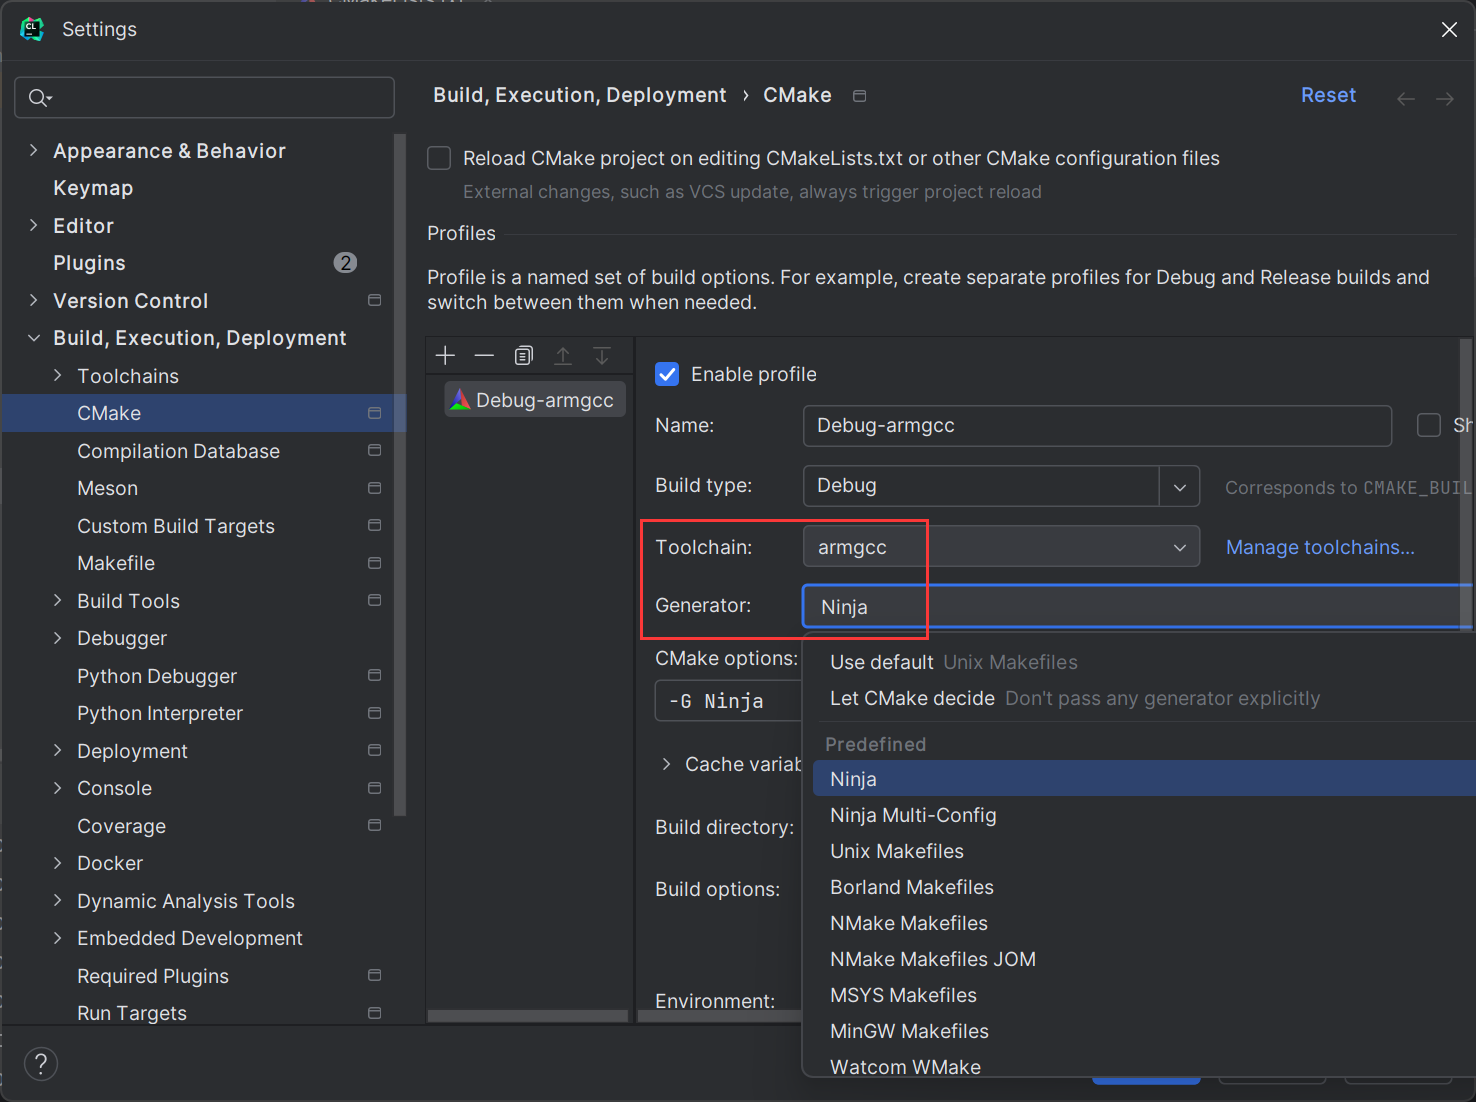 CL
Settings
Build, Execution, Deployment › CMake
Reset
Appearance & Behavior
Keymap
Editor
Plugins 2
Version Control
Build, Execution, Deployment
Toolchains
CMake
Compilation Database
Meson
Custom Build Targets
Makefile
Build Tools
Debugger
Python Debugger
Python Interpreter
Deployment
Console
Coverage
Docker
Dynamic Analysis Tools
Embedded Development
Required Plugins
Run Targets
?
Reload CMake project on editing CMakeLists.txt or other CMake configuration files
External changes, such as VCS update, always trigger project reload
Profiles
Profile is a named set of build options. For example, create separate profiles for Debug and Release builds and
switch between them when needed.
Debug-armgcc
Enable profile
Name: Debug-armgcc Sh
Build type: Debug Corresponds to CMAKE_BUIL
Toolchain: armgcc Manage toolchains...
Generator: Ninja
CMake options:
-G Ninja
Cache variab
Build directory:
Build options:
Environment:
Use default Unix Makefiles
Let CMake decide Don't pass any generator explicitly
Predefined
Ninja
Ninja Multi-Config
Unix Makefiles
Borland Makefiles
NMake Makefiles
NMake Makefiles JOM
MSYS Makefiles
MinGW Makefiles
Watcom WMake